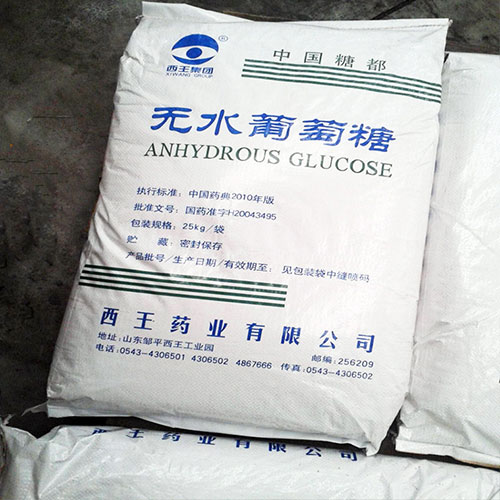 西王集团
XIWANG GROUP
®
中国糖都
无水葡萄糖
ANHYDROUS GLUCOSE
执行标准：中国药典2010年版
批准文号：国药准字H20043495
包装规格：25kg／袋
贮　藏：密封保存
产品批号/生产日期/有效期至：见包装袋中缝喷码
西王药业有限公司
地址：山东邹平西王工业园　邮编：256209
电话：0543-4306501 4306502 4867666 传真：0543-4306502
西王药业有限公司